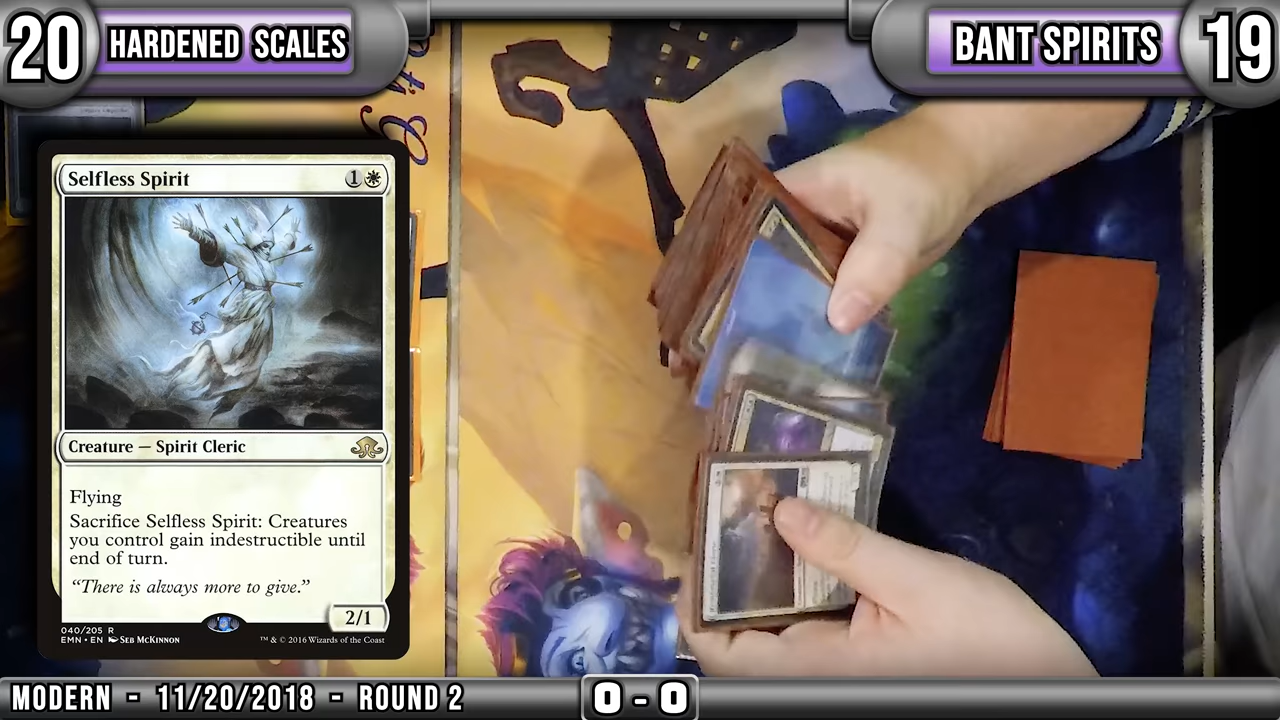 20
HARDENED SCALES
BANT SPIRITS
19
Selfless Spirit
1
Creature — Spirit Cleric
Flying
Sacrifice Selfless Spirit: Creatures
you control gain indestructible until
end of turn.
“There is always more to give.”
2/1
040/205 R
EMN • EN SEB MCKINNON
™ & © 2016 Wizards of the Coast
MODERN - 11/20/2018 - ROUND 2
0 - 0